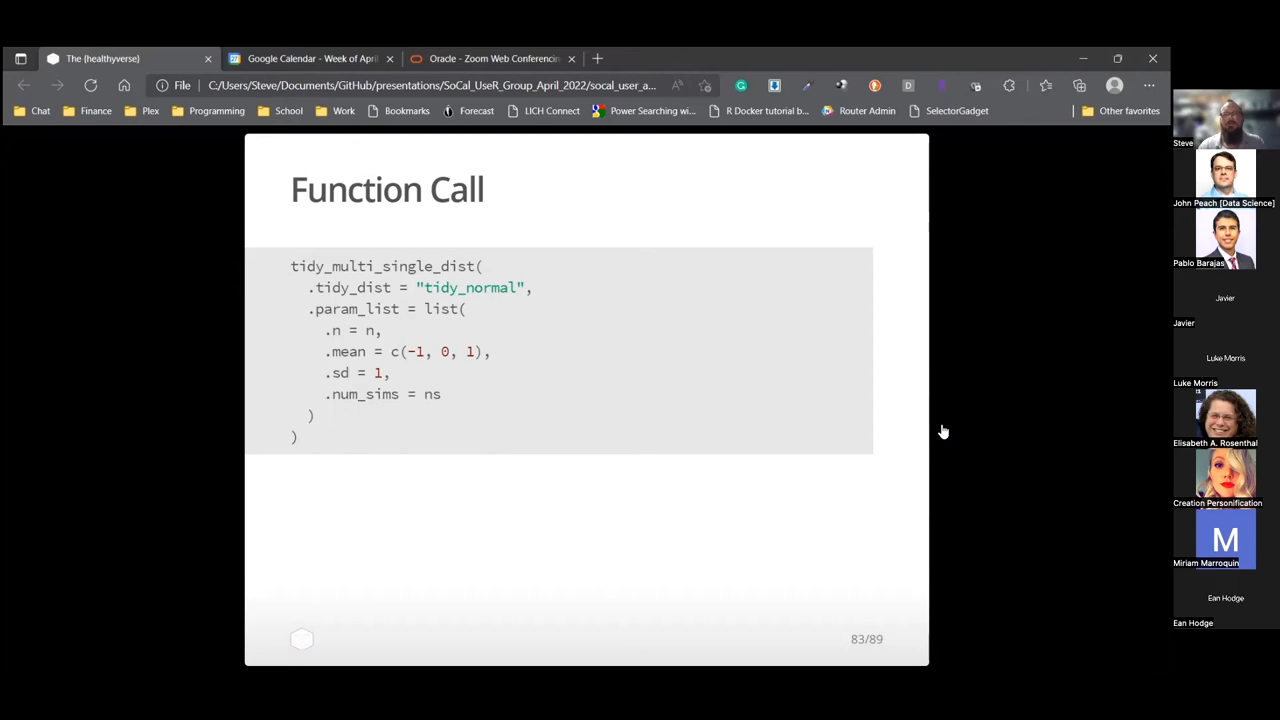 The {healthyverse}
Google Calendar - Week of April
Oracle - Zoom Web Conferencin
File
C:/Users/Steve/Documents/GitHub/presentations/SoCal_UseR_Group_April_2022/socal_user_a...
Chat
Finance
Plex
Programming
School
Work
Bookmarks
Forecast
LICH Connect
Power Searching wi...
R Docker tutorial b...
Router Admin
SelectorGadget
Other favorites
Function Call
tidy_multi_single_dist(
.tidy_dist = "tidy_normal",
.param_list = list(
.n = n,
.mean = c(-1, 0, 1),
.sd = 1,
.num_sims = ns
)
)
83/89
Steve
John Peach [Data Science]
Pablo Barajas
Javier
Javier
Luke Morris
Luke Morris
Elisabeth A. Rosenthal
Creation Personification
M
Miriam Marroquin
Ean Hodge
Ean Hodge